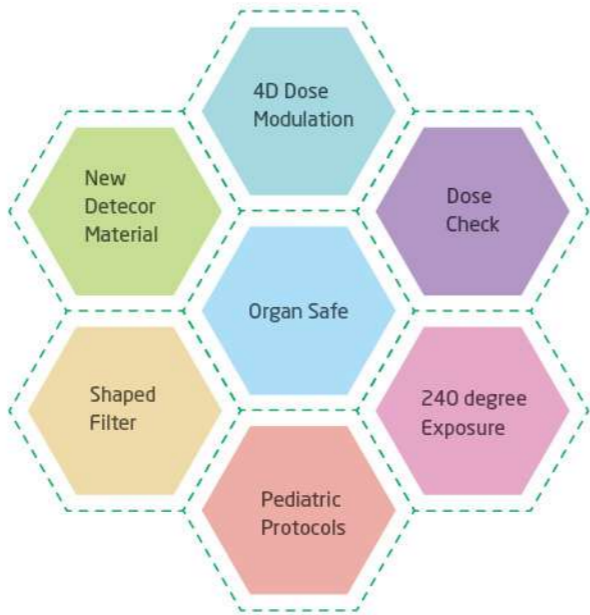 4D Dose
Modulation
New
Detecor
Material
Dose
Check
Organ Safe
Shaped
Filter
240 degree
Exposure
Pediatric
Protocols